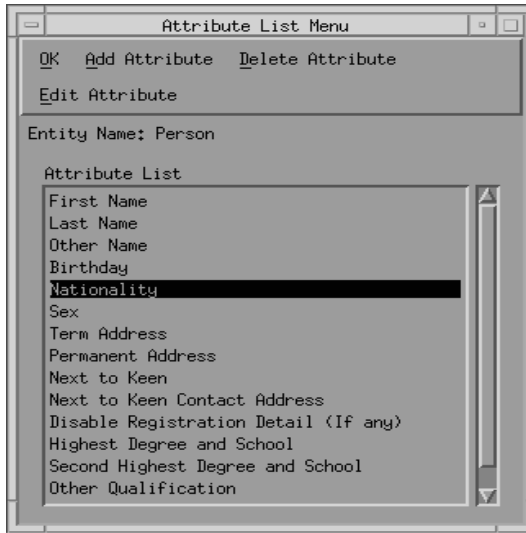 Attribute List Menu
OK Add Attribute Delete Attribute
Edit Attribute
Entity Name: Person
Attribute List
First Name
Last Name
Other Name
Birthday
Nationality
Sex
Term Address
Permanent Address
Next to Keen
Next to Keen Contact Address
Disable Registration Detail (If any)
Highest Degree and School
Second Highest Degree and School
Other Qualification